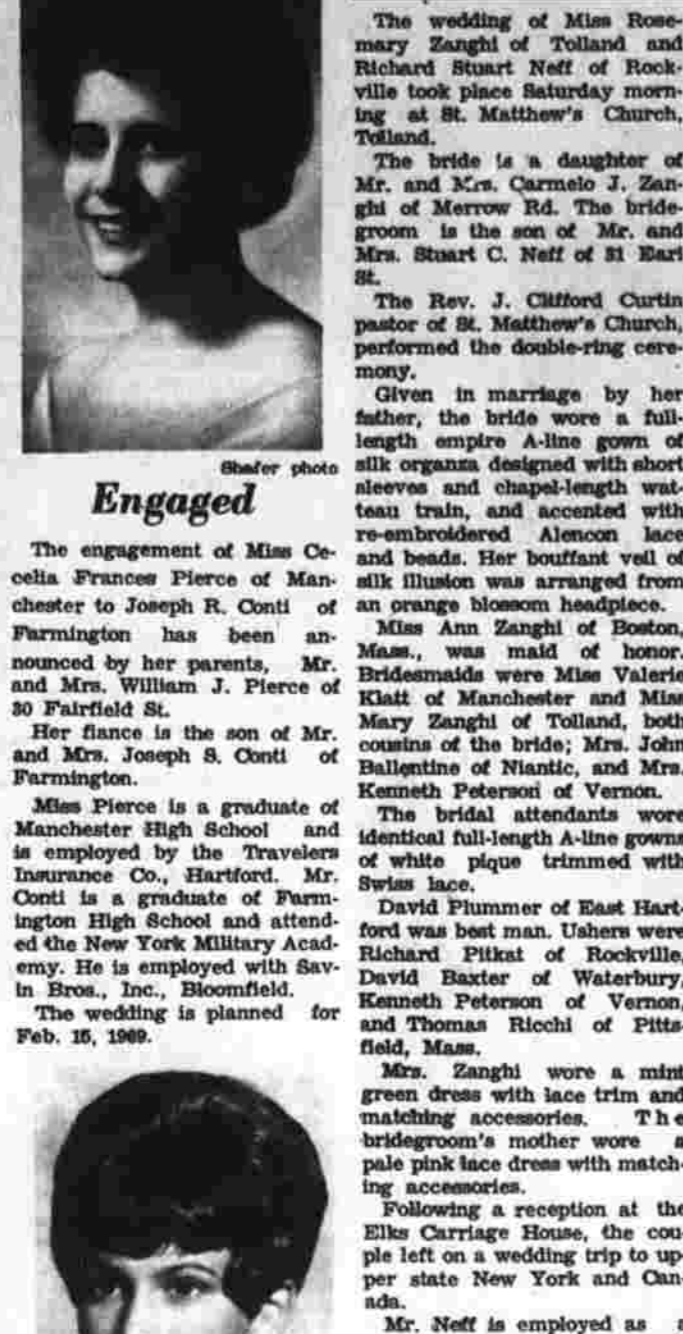 Shafer photo
Engaged
The engagement of Miss Ce-
celia Frances Pierce of Man-
chester to Joseph R. Conti of
Farmington has been an-
nounced by her parents, Mr.
and Mrs. William J. Pierce of
30 Fairfield St.
Her fiance is the son of Mr.
and Mrs. Joseph S. Conti of
Farmington.
Miss Pierce is a graduate of
Manchester High School and
is employed by the Travelers
Insurance Co., Hartford. Mr.
Conti is a graduate of Farm-
ington High School and attend-
ed the New York Military Acad-
emy. He is employed with Sav-
in Bros., Inc., Bloomfield.
The wedding is planned for
Feb. 15, 1969.
The wedding of Miss Rose-
mary Zanghi of Tolland and
Richard Stuart Neff of Rock-
ville took place Saturday morn-
ing at St. Matthew's Church,
Tolland.
The bride is a daughter of
Mr. and Mrs. Carmelo J. Zan-
ghi of Merrow Rd. The bride-
groom is the son of Mr. and
Mrs. Stuart C. Neff of 31 Earl
St.
The Rev. J. Clifford Curtin
pastor of St. Matthew's Church,
performed the double-ring cere-
mony.
Given in marriage by her
father, the bride wore a full-
length empire A-line gown of
silk organza designed with short
sleeves and chapel-length wat-
teau train, and accented with
re-embroidered Alencon lace
and beads. Her bouffant veil of
silk illusion was arranged from
an orange blossom headpiece.
Miss Ann Zanghi of Boston,
Mass., was maid of honor.
Bridesmaids were Miss Valerie
Klatt of Manchester and Miss
Mary Zanghi of Tolland, both
cousins of the bride; Mrs. John
Ballentine of Niantic, and Mrs.
Kenneth Peterson of Vernon.
The bridal attendants wore
identical full-length A-line gowns
of white pique trimmed with
Swiss lace.
David Plummer of East Hart-
ford was best man. Ushers were
Richard Pitkat of Rockville,
David Baxter of Waterbury,
Kenneth Peterson of Vernon,
and Thomas Ricchi of Pitts-
field, Mass.
Mrs. Zanghi wore a mint
green dress with lace trim and
matching accessories. The
bridegroom's mother wore a
pale pink lace dress with match-
ing accessories.
Following a reception at the
Elks Carriage House, the cou-
ple left on a wedding trip to up-
per state New York and Can-
ada.
Mr. Neff is employed as a